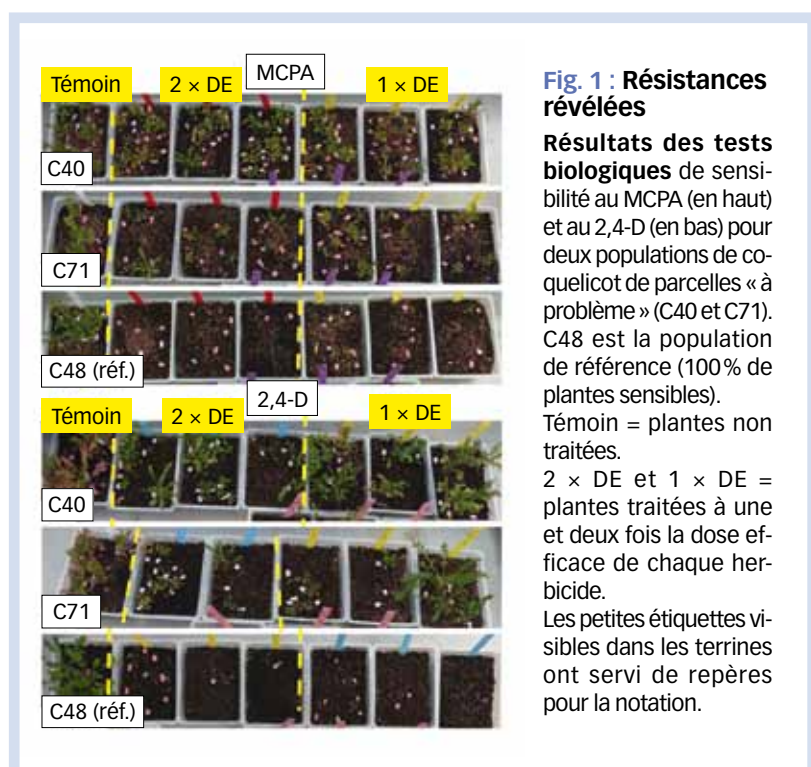 MCPA
Témoin 2 × DE 1 × DE
C40
C71
C48 (réf.)
2,4-D
Témoin 2 × DE 1 × DE
C40
C71
C48 (réf.)
Fig. 1 : Résistances
révélées
Résultats des tests
biologiques de sensi-
bilité au MCPA (en haut)
et au 2,4-D (en bas) pour
deux populations de co-
quelicot de parcelles « à
problème » (C40 et C71).
C48 est la population
de référence (100 % de
plantes sensibles).
Témoin = plantes non
traitées.
2 × DE et 1 × DE =
plantes traitées à une
et deux fois la dose ef-
ficace de chaque her-
bicide.
Les petites étiquettes vi-
sibles dans les terrines
ont servi de repères
pour la notation.